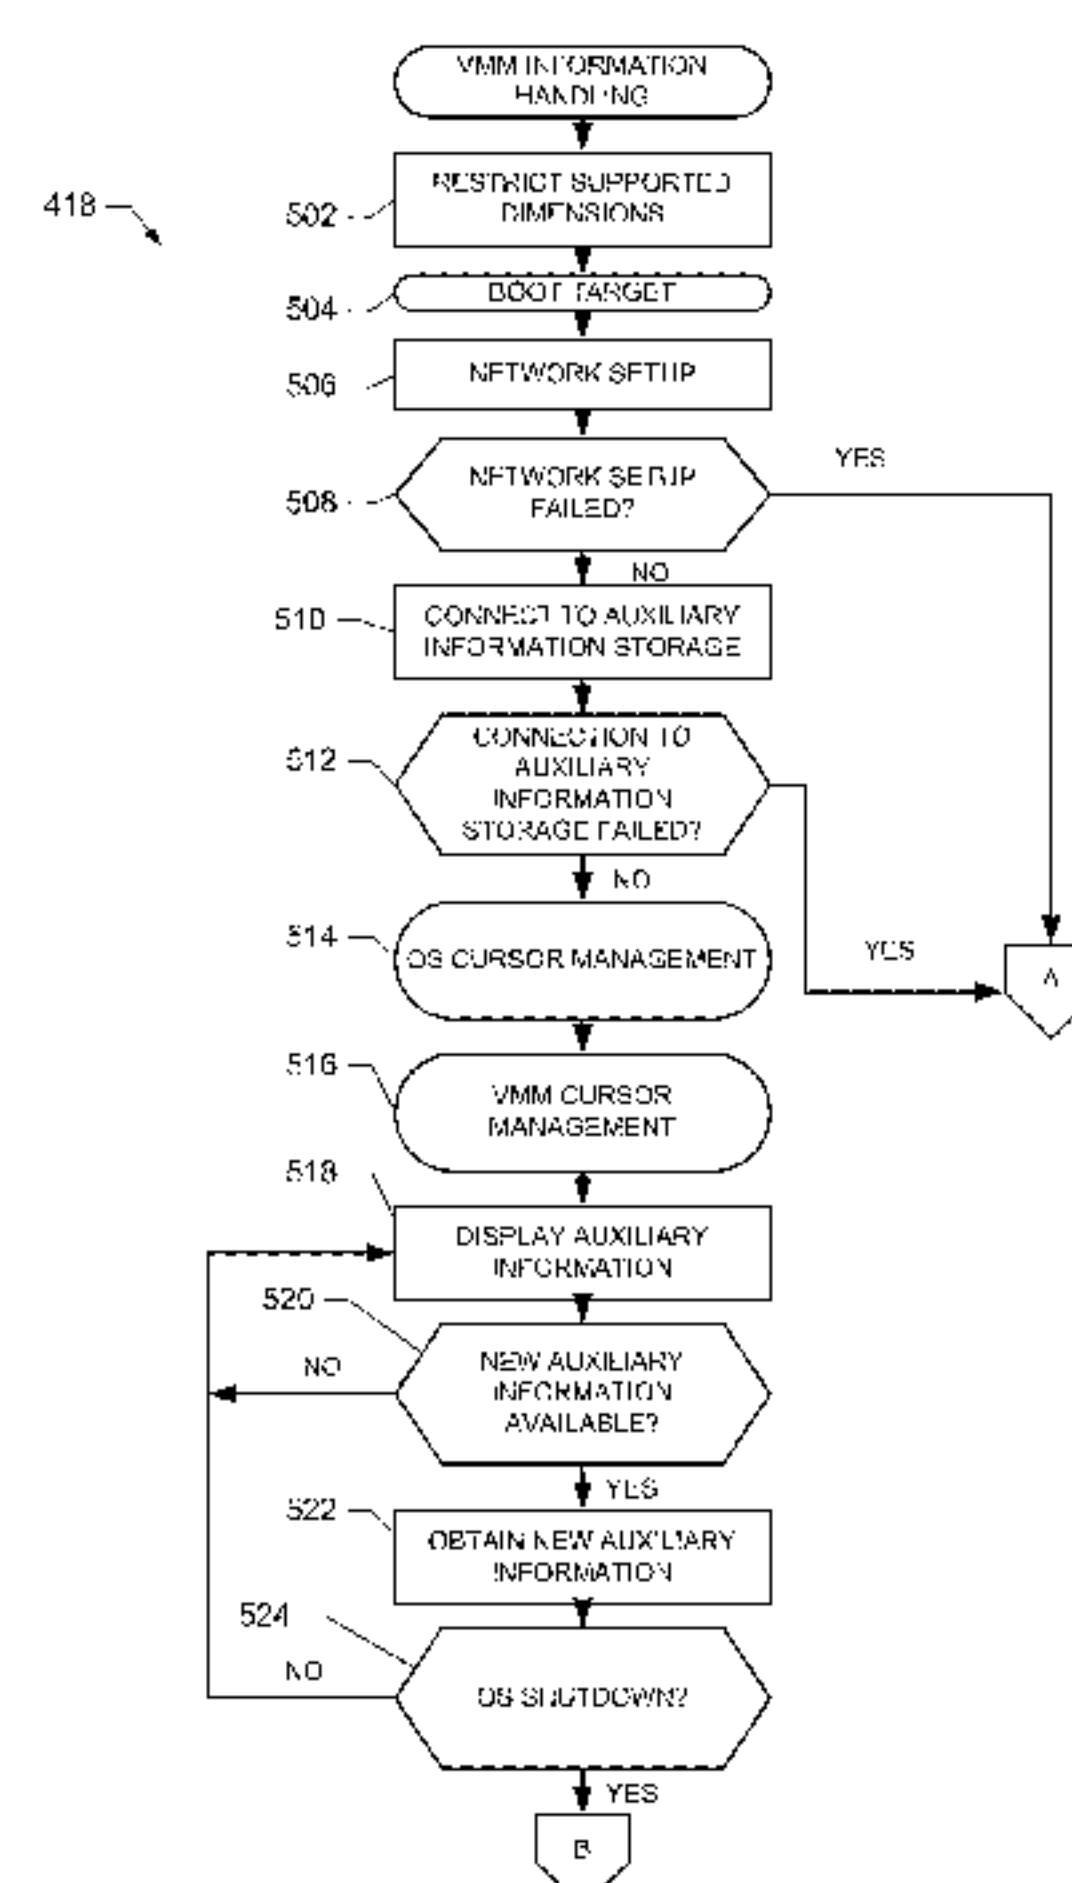 VMM INFORMATION
HANDLING
418
502
RESTRICT SUPPORTED
DIMENSIONS
504
BOOT TARGET
506
NETWORK SETUP
508
NETWORK SETUP
FAILED?
YES
NO
510
CONNECT TO AUXILIARY
INFORMATION STORAGE
512
CONNECTION TO
AUXILIARY
INFORMATION
STORAGE FAILED?
YES
A
NO
514
OS CURSOR MANAGEMENT
516
VMM CURSOR
MANAGEMENT
518
DISPLAY AUXILIARY
INFORMATION
520
NO
NEW AUXILIARY
INFORMATION
AVAILABLE?
YES
522
OBTAIN NEW AUXILIARY
INFORMATION
524
NO
OS SHUTDOWN?
YES
B